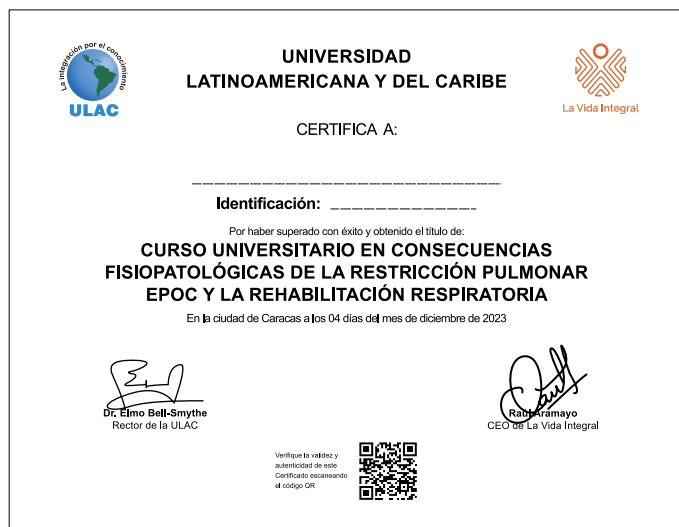 La integración por el conocimiento
ULAC
UNIVERSIDAD
LATINOAMERICANA Y DEL CARIBE
La Vida Integral
CERTIFICA A:
Identificación:
Por haber superado con éxito y obtenido el título de:
CURSO UNIVERSITARIO EN CONSECUENCIAS
FISIOPATOLÓGICAS DE LA RESTRICCIÓN PULMONAR
EPOC Y LA REHABILITACIÓN RESPIRATORIA
En la ciudad de Caracas a los 04 días del mes de diciembre de 2023
Dr. Elmo Bell-Smythe
Rector de la ULAC
Raúl Aramayo
CEO de La Vida Integral
Verifique la validez y
autenticidad de este
Certificado escaneando
el código QR